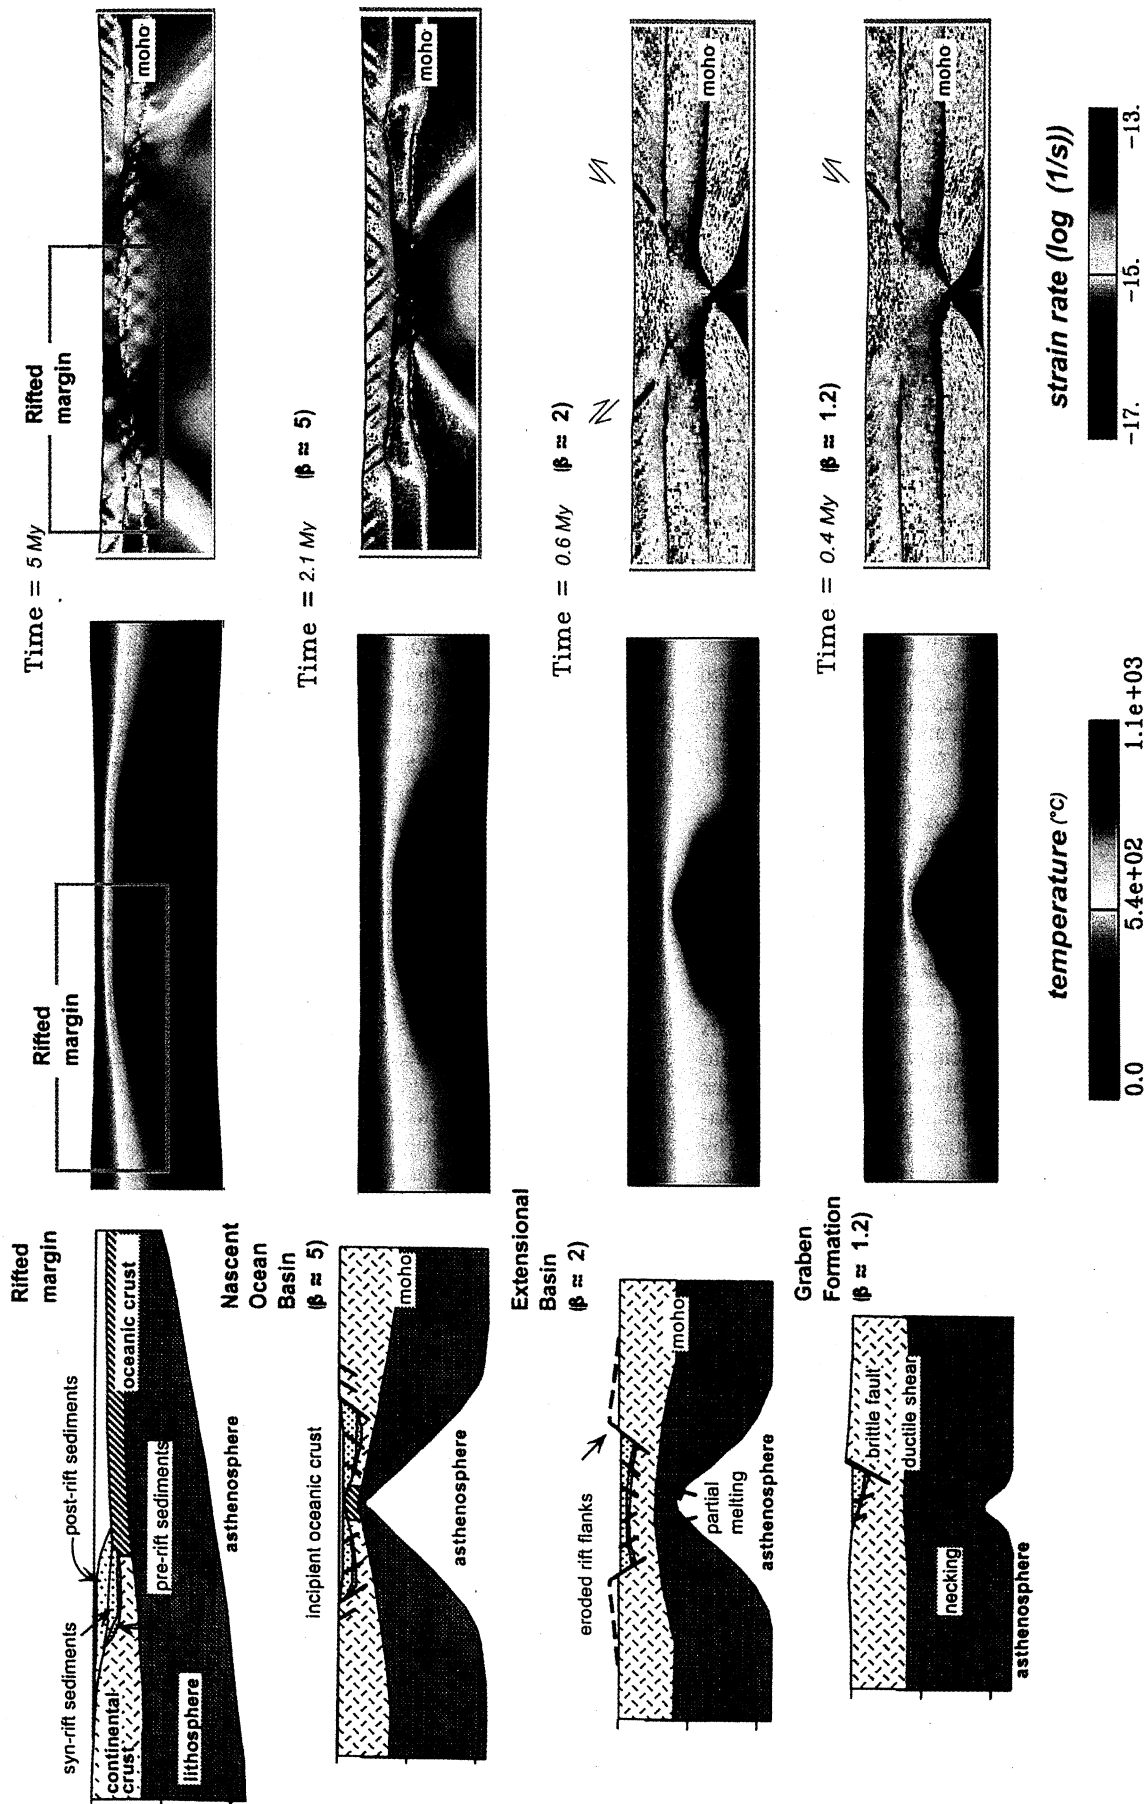 Rifted
margin
post-rift sediments
syn-rift sediments
oceanic crust
pre-rift sediments
continental
crust
lithosphere
asthenosphere
Rifted
margin
Time = 5 My
Rifted
margin
moho
Nascent
Ocean
Basin
(β ≈ 5)
incipient oceanic crust
moho
asthenosphere
Time = 2.1 My (β ≈ 5)
moho
Extensional
Basin
(β ≈ 2)
eroded rift flanks
moho
partial
melting
asthenosphere
Time = 0.6 My (β ≈ 2)
moho
Graben
Formation
(β ≈ 1.2)
brittle fault
ductile shear
necking
asthenosphere
Time = 0.4 My (β ≈ 1.2)
moho
temperature (°C)
0.0 5.4e+02 1.1e+03
strain rate (log (1/s))
-17. -15. -13.